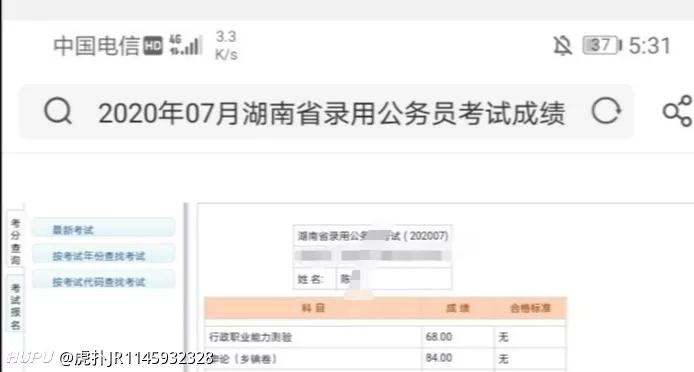 中国电信 HD 4G 3.3 K/s 37 5:31
2020年07月湖南省录用公务员考试成绩
考分查询
考试报名
最新考试
按考试年份查找考试
按考试代码查找考试
湖南省录用公务 考试 ( 202007)
姓 名: 陈
科 目 成 绩 合格标准
行政职业能力测验 68.00 无
申论（乡镇卷） 84.00 无
HUPU @虎扑JR1145932328